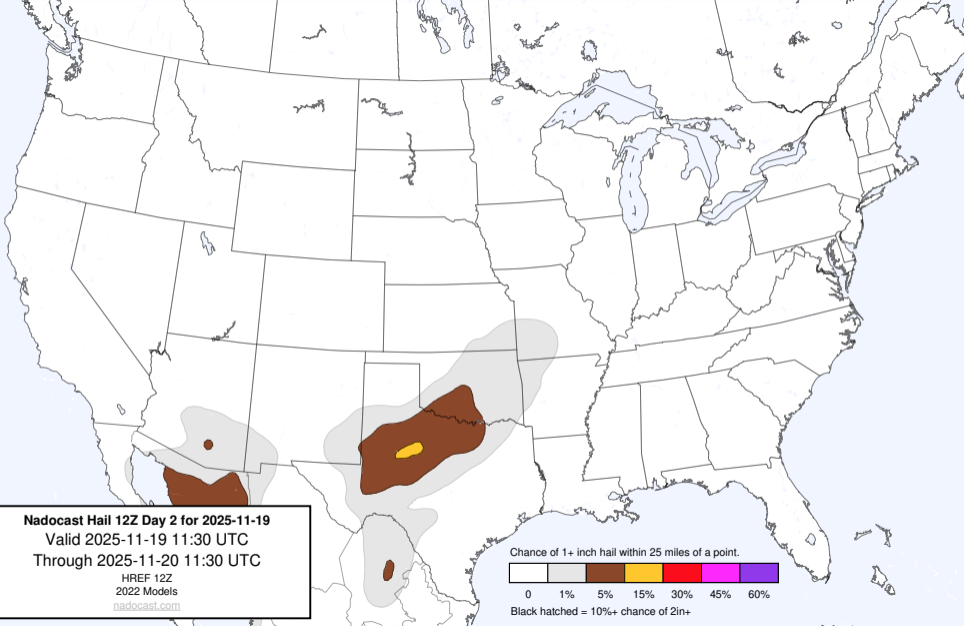 Nadocast Hail 12Z Day 2 for 2025-11-19
Valid 2025-11-19 11:30 UTC
Through 2025-11-20 11:30 UTC
HREF 12Z
2022 Models
nadocast.com
Chance of 1+ inch hail within 25 miles of a point.
0 1% 5% 15% 30% 45% 60%
Black hatched = 10%+ chance of 2in+